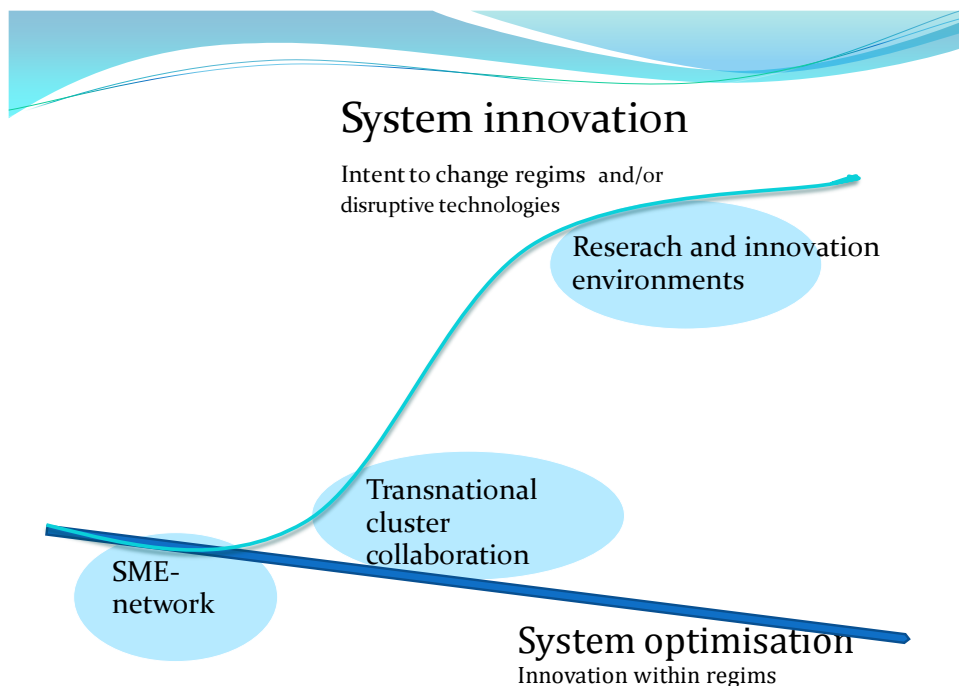 System innovation
Intent to change regims and/or
disruptive technologies
Reserach and innovation
environments
Transnational
cluster
collaboration
SME-
network
System optimisation
Innovation within regims